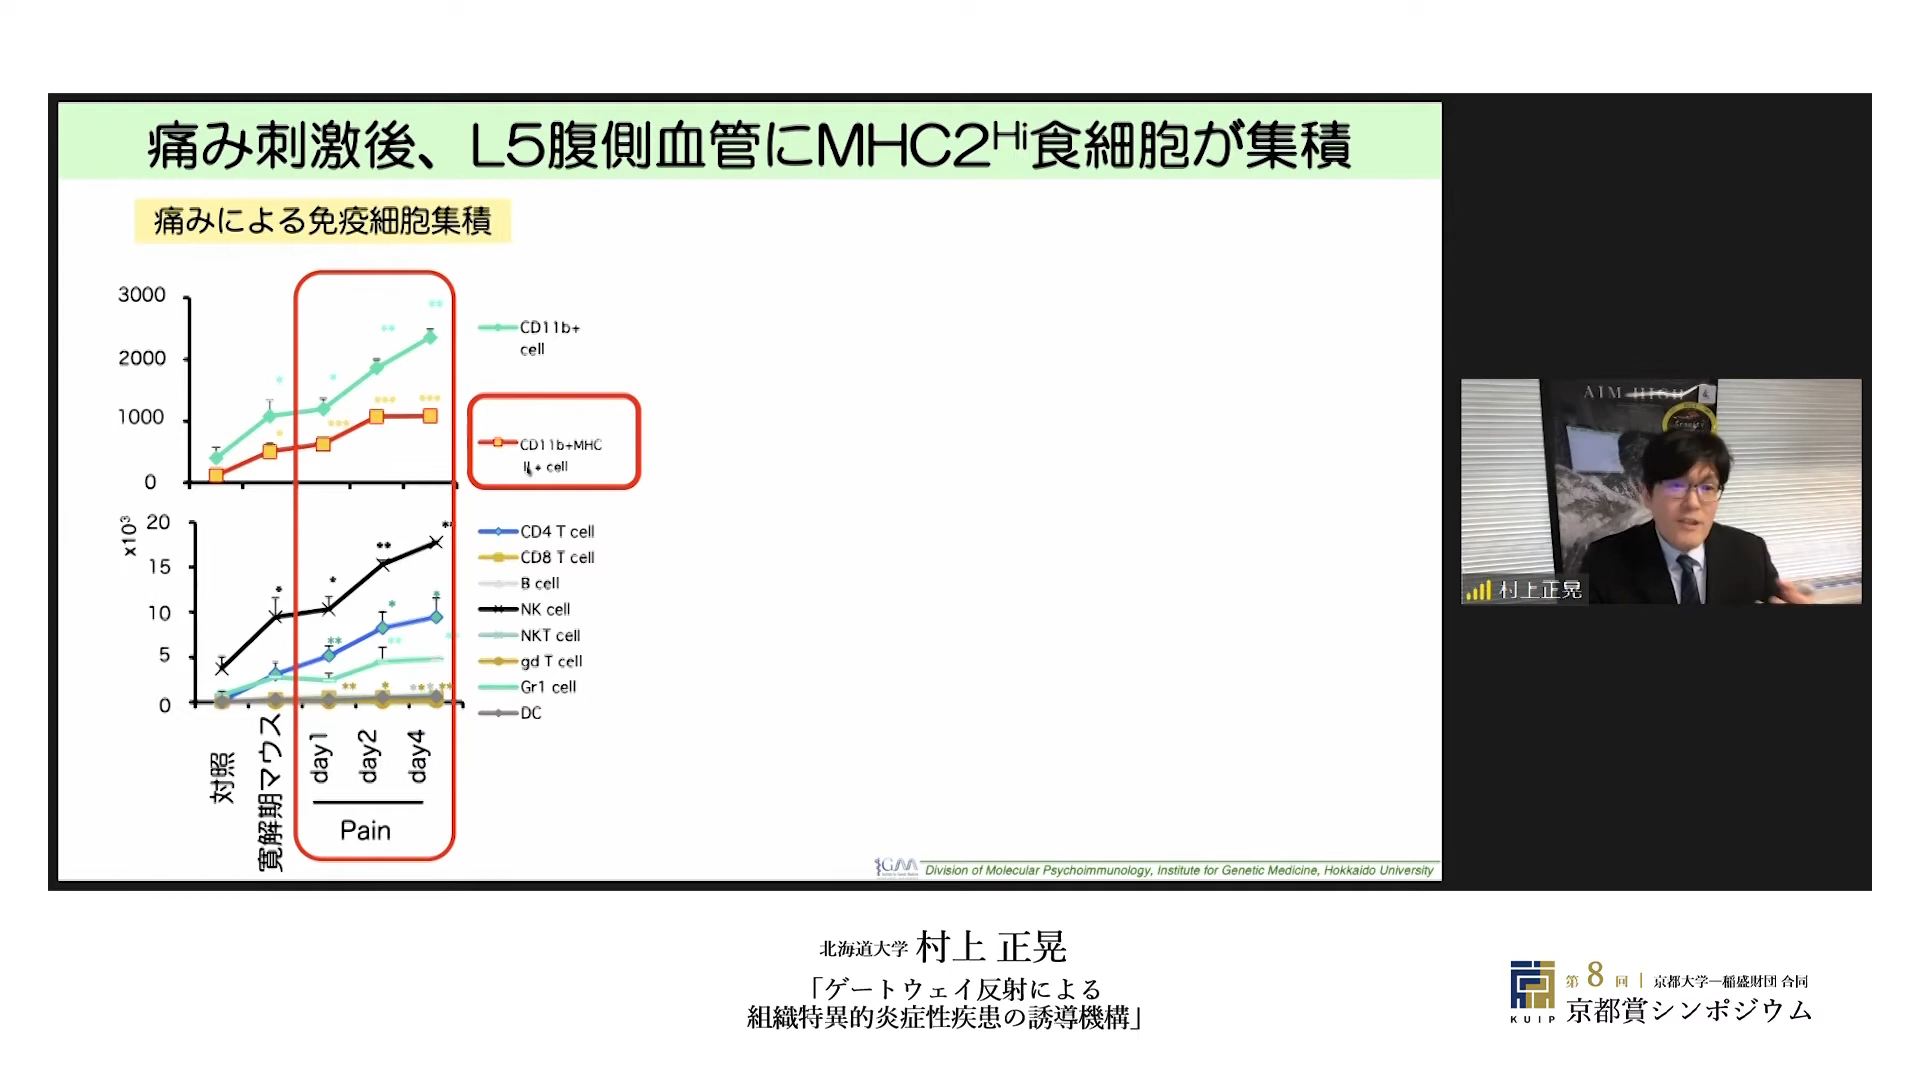 痛み刺激後、L5腹側血管にMHC2Hi食細胞が集積
痛みによる免疫細胞集積
3000
2000
1000
0
* * ** **
* *** *** ***
CD11b+
cell
CD11b+MHC
II+ cell
x10³
20
15
10
5
0
* * ** **
** * *
** * ** **
CD4 T cell
CD8 T cell
B cell
NK cell
NKT cell
gd T cell
Gr1 cell
DC
対照
寛解期マウス
day1
day2
day4
Pain
Division of Molecular Psychoimmunology, Institute for Genetic Medicine, Hokkaido University
AIM HIGH
村上正晃
北海道大学 村上 正晃
「ゲートウェイ反射による
組織特異的炎症性疾患の誘導機構」
第8回 | 京都大学—稲盛財団 合同
京都賞シンポジウム
KUIP